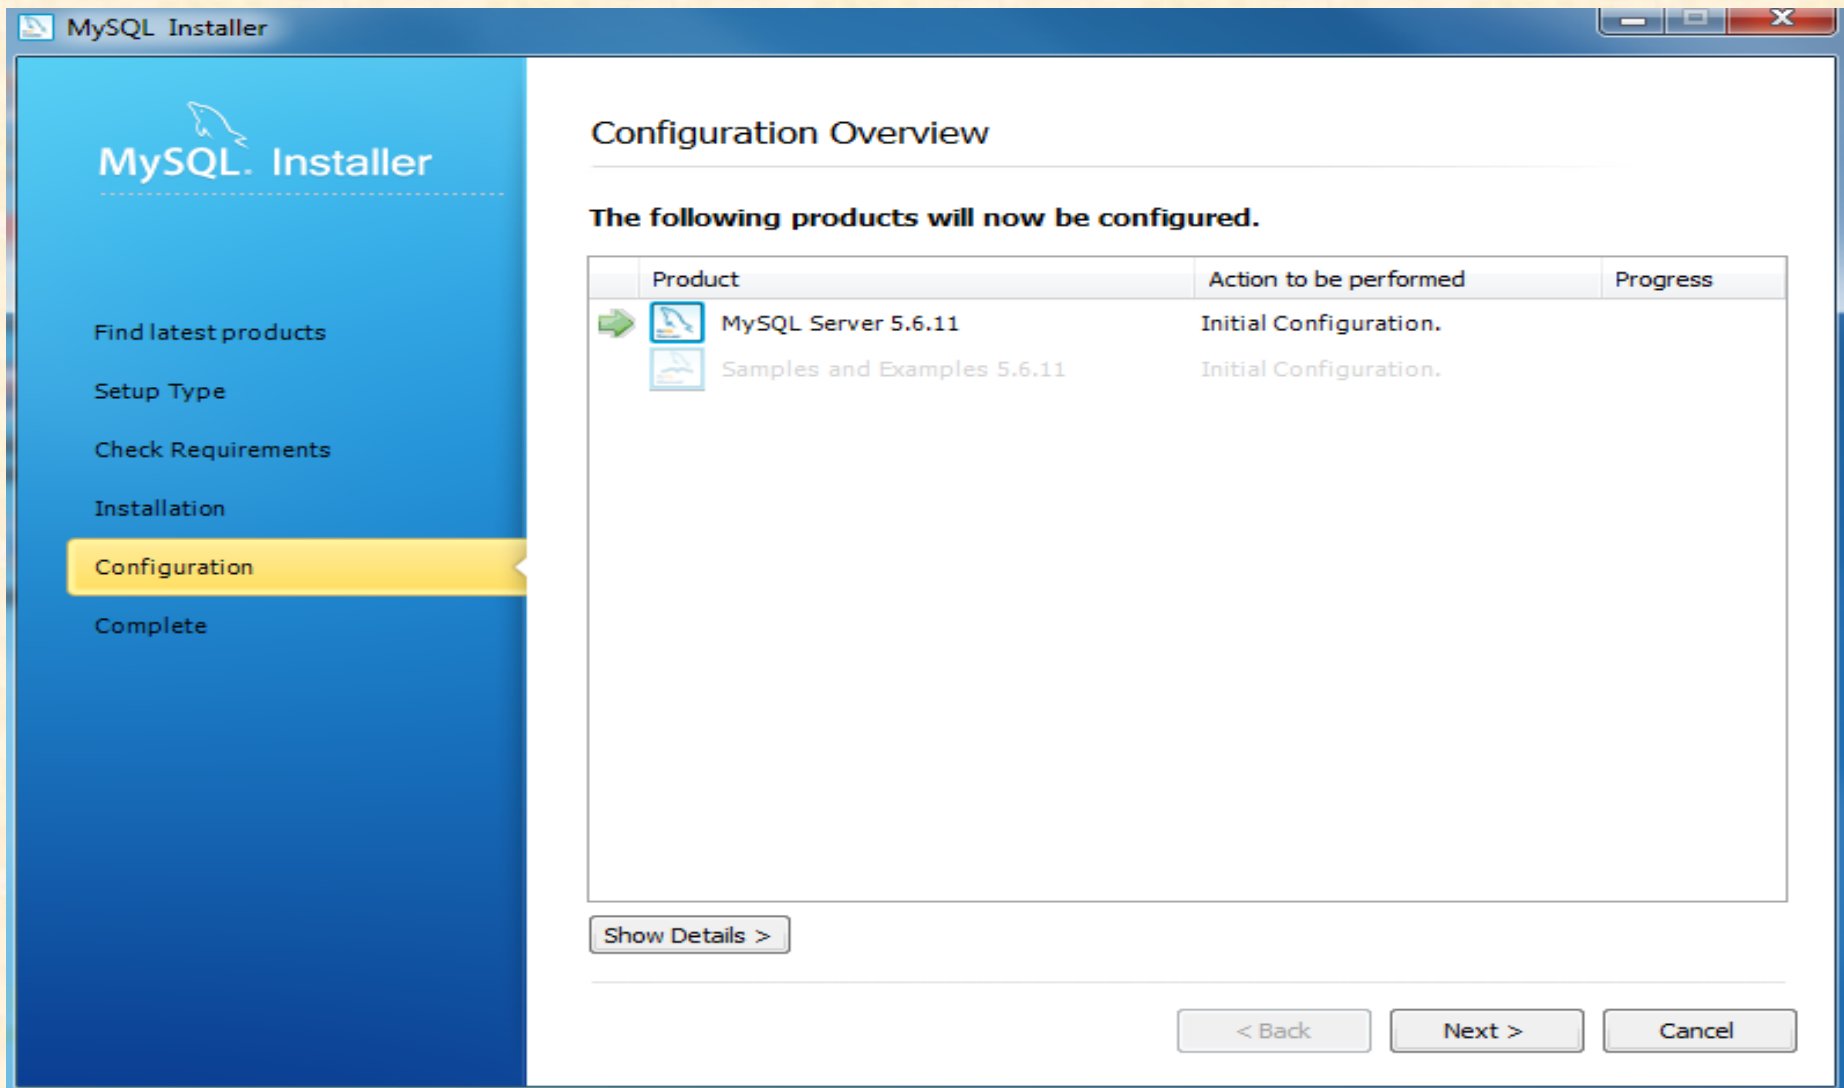 MySQL Installer
MySQL. Installer
Find latest products
Setup Type
Check Requirements
Installation
Configuration
Complete
Configuration Overview
The following products will now be configured.
Product Action to be performed Progress
MySQL Server 5.6.11 Initial Configuration.
Samples and Examples 5.6.11 Initial Configuration.
Show Details >
< Back Next > Cancel